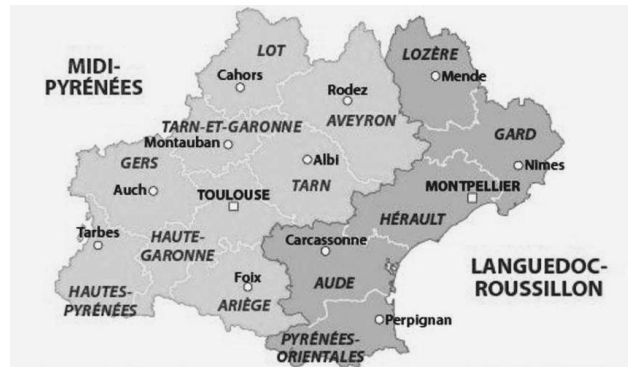 MIDI-
PYRÉNÉES
LOT
Cahors
LOZÈRE
Mende
Rodez
AVEYRON
TARN-ET-GARONNE
Montauban
GARD
Nîmes
GERS
Auch
Albi
TARN
TOULOUSE
MONTPELLIER
HÉRAULT
Tarbes
HAUTE-
GARONNE
Carcassonne
AUDE
LANGUEDOC-
ROUSSILLON
HAUTES-
PYRÉNÉES
Foix
ARIÈGE
Perpignan
PYRÉNÉES-
ORIENTALES